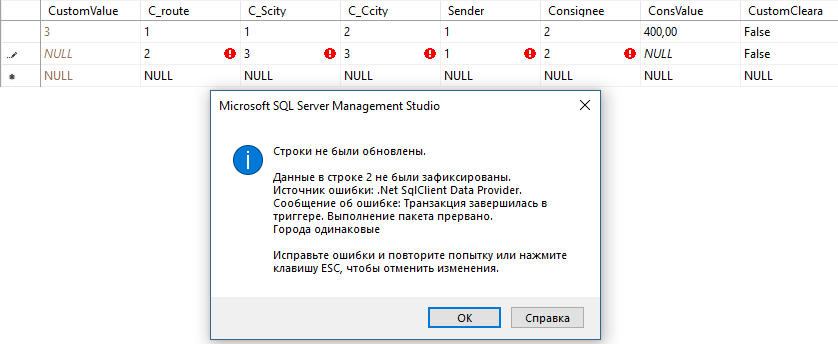 CustomValue C_route C_Scity C_Ccity Sender Consignee ConsValue CustomCleara
3 1 1 2 1 2 400,00 False
NULL 2 3 3 1 2 NULL False
NULL NULL NULL NULL NULL NULL NULL NULL
Microsoft SQL Server Management Studio
Строки не были обновлены.
Данные в строке 2 не были зафиксированы.
Источник ошибки: .Net SqlClient Data Provider.
Сообщение об ошибке: Транзакция завершилась в
триггере. Выполнение пакета прервано.
Города одинаковые
Исправьте ошибки и повторите попытку или нажмите
клавишу ESC, чтобы отменить изменения.
OK Справка